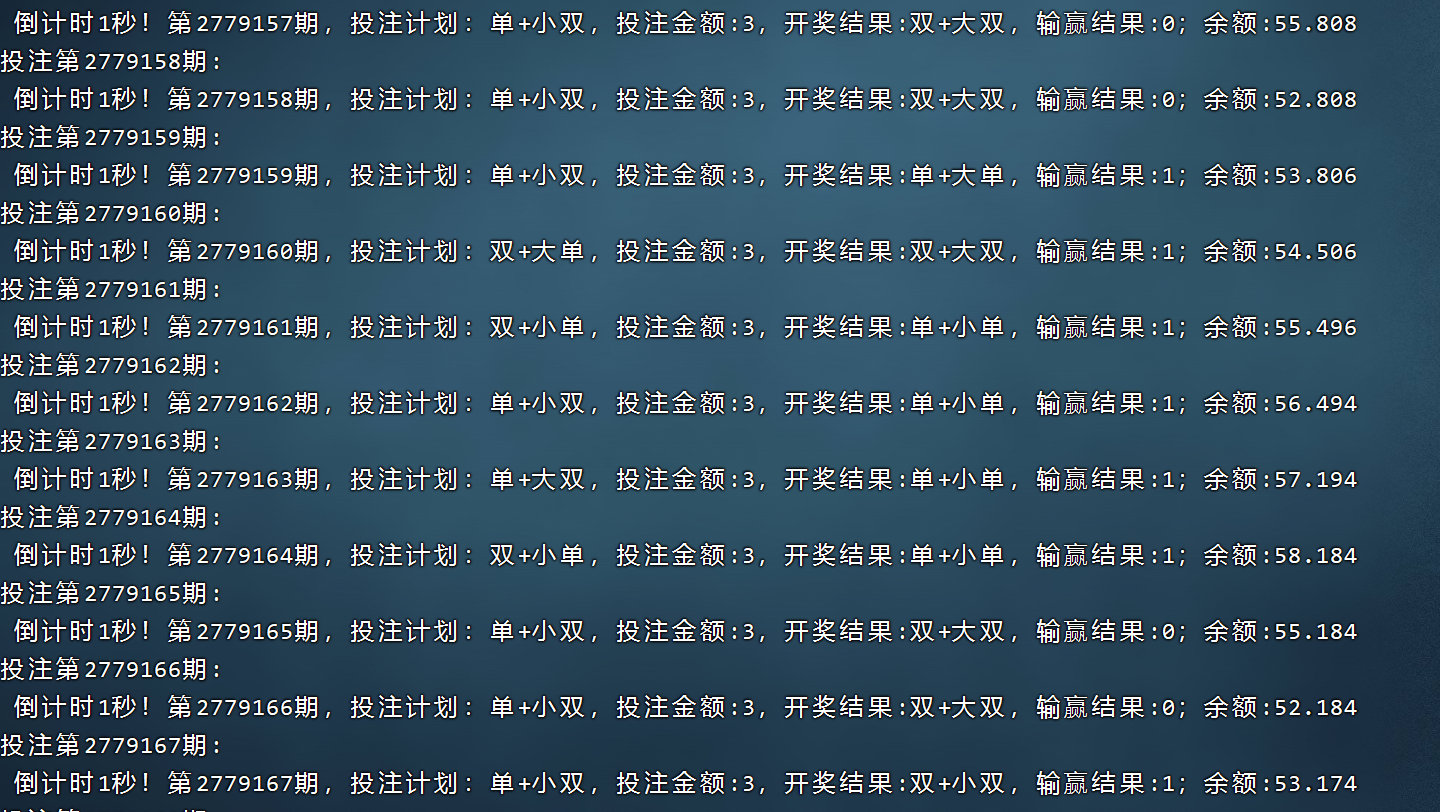 倒计时1秒！第2779157期，投注计划：单+小双，投注金额:3，开奖结果:双+大双，输赢结果:0；余额:55.808
投注第2779158期：
倒计时1秒！第2779158期，投注计划：单+小双，投注金额:3，开奖结果:双+大双，输赢结果:0；余额:52.808
投注第2779159期：
倒计时1秒！第2779159期，投注计划：单+小双，投注金额:3，开奖结果:单+大单，输赢结果:1；余额:53.806
投注第2779160期：
倒计时1秒！第2779160期，投注计划：双+大单，投注金额:3，开奖结果:双+大双，输赢结果:1；余额:54.506
投注第2779161期：
倒计时1秒！第2779161期，投注计划：双+小单，投注金额:3，开奖结果:单+小单，输赢结果:1；余额:55.496
投注第2779162期：
倒计时1秒！第2779162期，投注计划：单+小双，投注金额:3，开奖结果:单+小单，输赢结果:1；余额:56.494
投注第2779163期：
倒计时1秒！第2779163期，投注计划：单+大双，投注金额:3，开奖结果:单+小单，输赢结果:1；余额:57.194
投注第2779164期：
倒计时1秒！第2779164期，投注计划：双+小单，投注金额:3，开奖结果:单+小单，输赢结果:1；余额:58.184
投注第2779165期：
倒计时1秒！第2779165期，投注计划：单+小双，投注金额:3，开奖结果:双+大双，输赢结果:0；余额:55.184
投注第2779166期：
倒计时1秒！第2779166期，投注计划：单+小双，投注金额:3，开奖结果:双+大双，输赢结果:0；余额:52.184
投注第2779167期：
倒计时1秒！第2779167期，投注计划：单+小双，投注金额:3，开奖结果:双+小双，输赢结果:1；余额:53.174